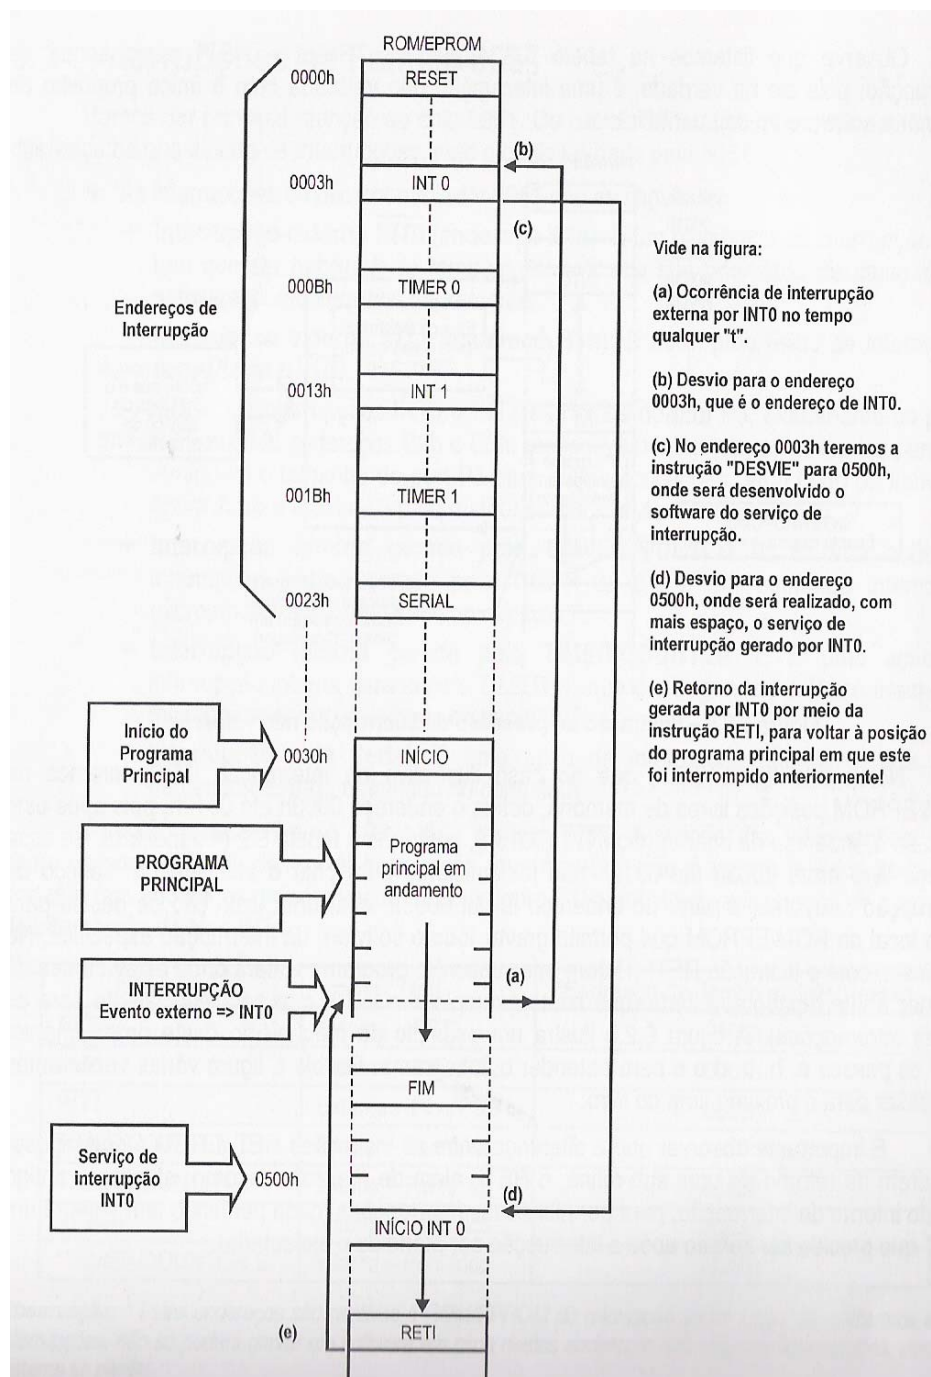 ROM/EPROM
0000h
RESET
(b)
0003h
INT 0
(c)
000Bh
TIMER 0
Endereços de
Interrupção
0013h
INT 1
001Bh
TIMER 1
0023h
SERIAL
Vide na figura:
(a) Ocorrência de interrupção
externa por INT0 no tempo
qualquer "t".
(b) Desvio para o endereço
0003h, que é o endereço de INT0.
(c) No endereço 0003h teremos a
instrução "DESVIE" para 0500h,
onde será desenvolvido o
software do serviço de
interrupção.
(d) Desvio para o endereço
0500h, onde será realizado, com
mais espaço, o serviço de
interrupção gerado por INT0.
(e) Retorno da interrupção
gerada por INT0 por meio da
instrução RETI, para voltar à posição
do programa principal em que este
foi interrompido anteriormente!
Início do
Programa
Principal
0030h
INÍCIO
PROGRAMA
PRINCIPAL
Programa
principal em
andamento
INTERRUPÇÃO
Evento externo => INT0
(a)
FIM
Serviço de
interrupção
INT0
0500h
(d)
INÍCIO INT 0
(e)
RETI